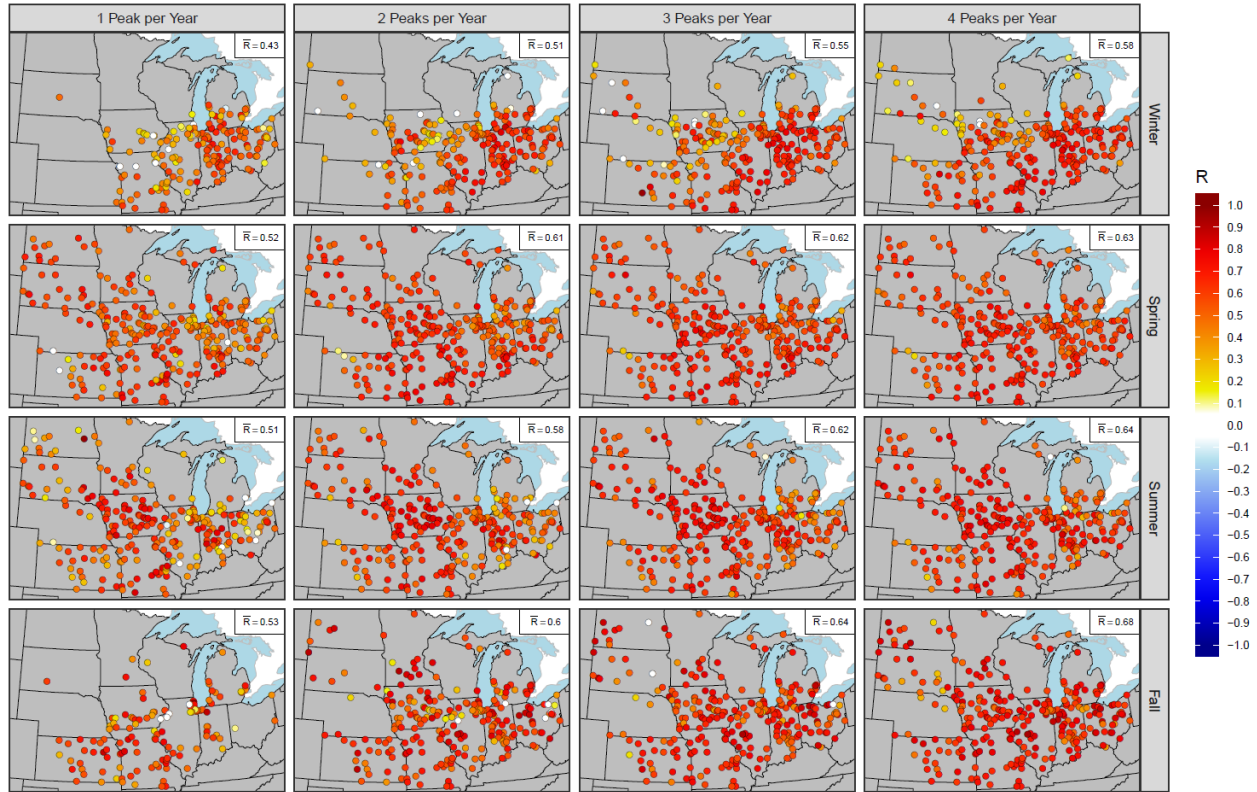 1 Peak per Year
2 Peaks per Year
3 Peaks per Year
4 Peaks per Year
R = 0.43
R = 0.51
R = 0.55
R = 0.58
Winter
R = 0.52
R = 0.61
R = 0.62
R = 0.63
Spring
R = 0.51
R = 0.58
R = 0.62
R = 0.64
Summer
R = 0.53
R = 0.6
R = 0.64
R = 0.68
Fall
R
1.0
0.9
0.8
0.7
0.6
0.5
0.4
0.3
0.2
0.1
0.0
−0.1
−0.2
−0.3
−0.4
−0.5
−0.6
−0.7
−0.8
−0.9
−1.0